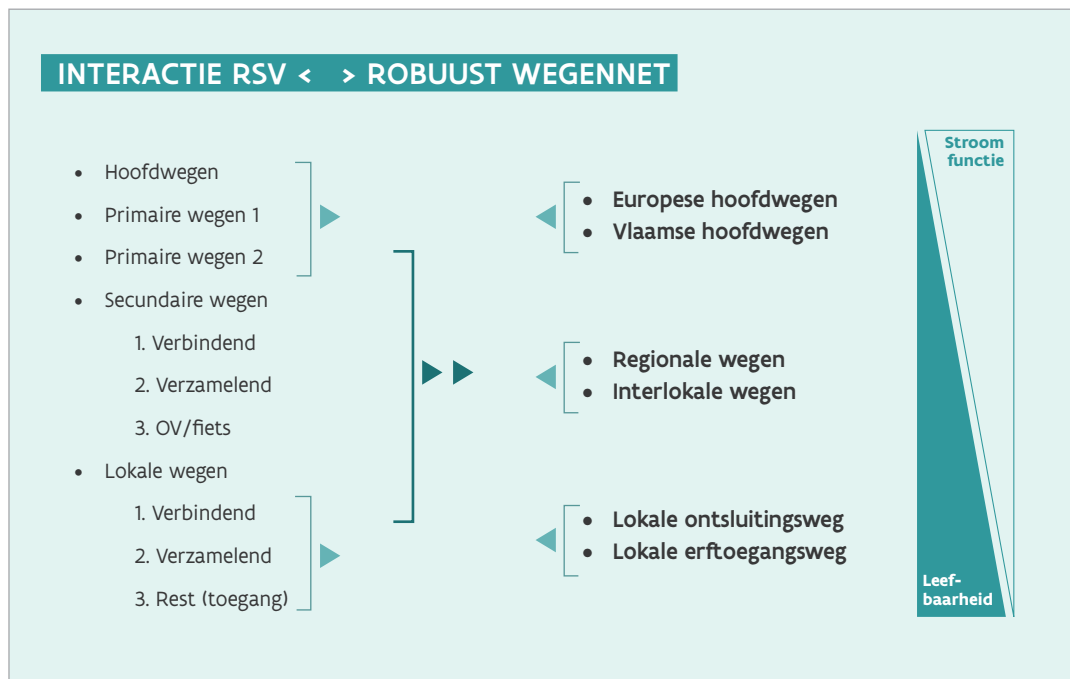 INTERACTIE RSV < > ROBUUST WEGENNET
• Hoofdwegen
• Primaire wegen 1
• Primaire wegen 2
• Secundaire wegen
1. Verbindend
2. Verzamelend
3. OV/fiets
• Lokale wegen
1. Verbindend
2. Verzamelend
3. Rest (toegang)
• Europese hoofdwegen
• Vlaamse hoofdwegen
• Regionale wegen
• Interlokale wegen
• Lokale ontsluitingsweg
• Lokale erftoegangsweg
Stroom
functie
Leef-
baarheid